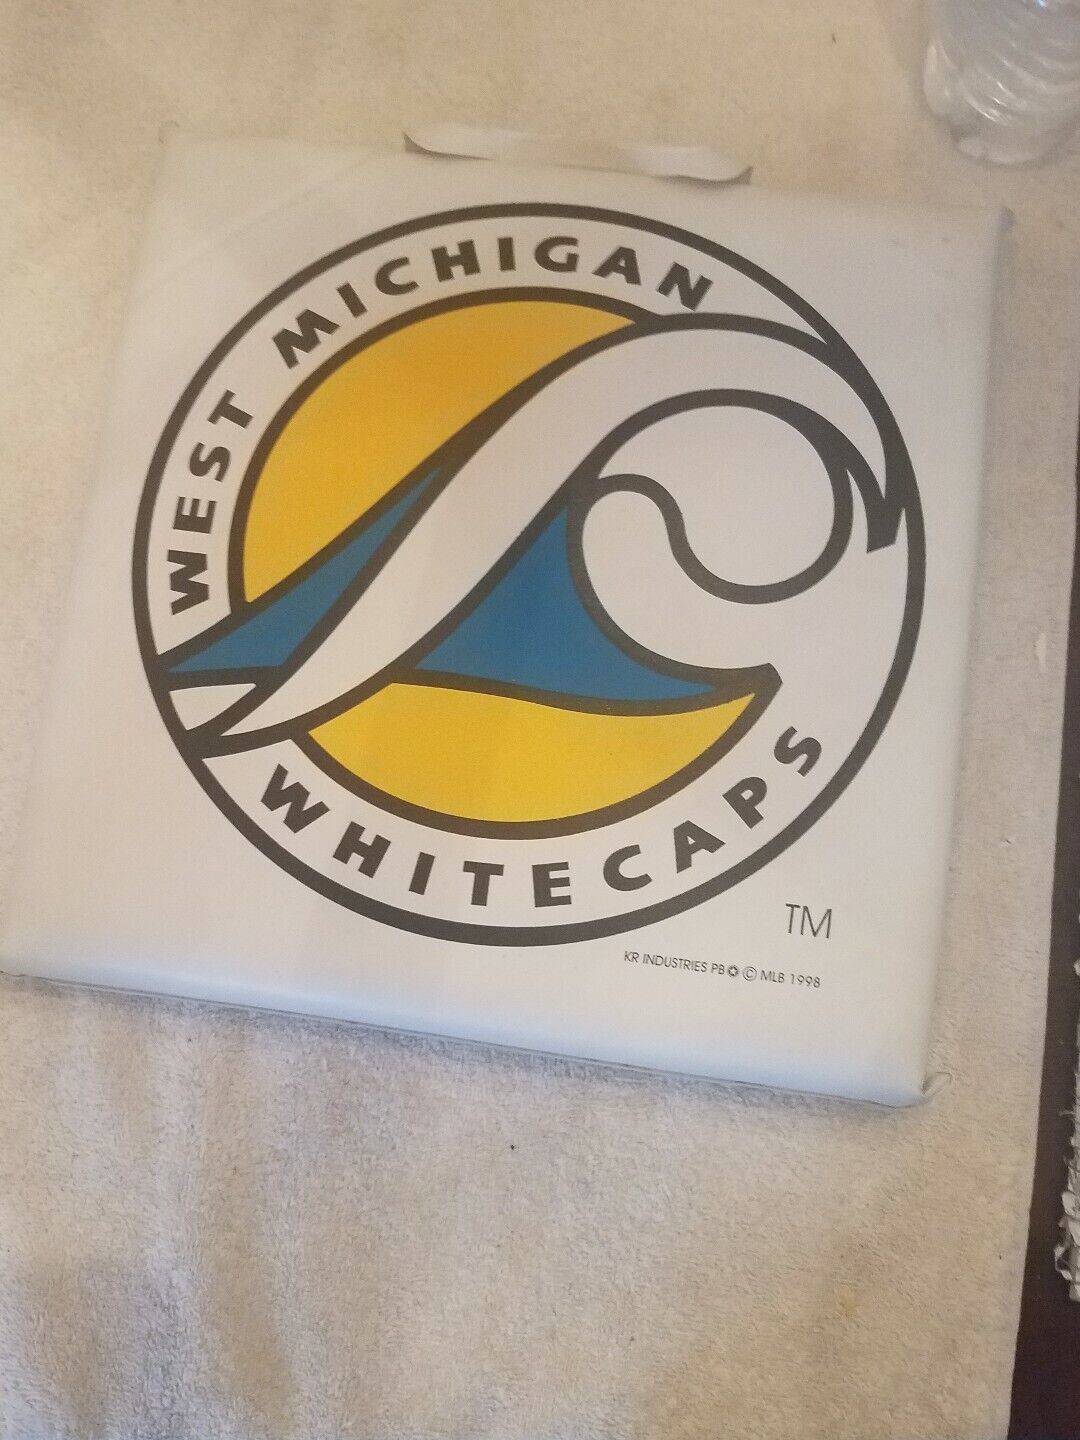 WEST MICHIGAN
WHITECAPS
TM
KR INDUSTRIES PB © MLB 1998